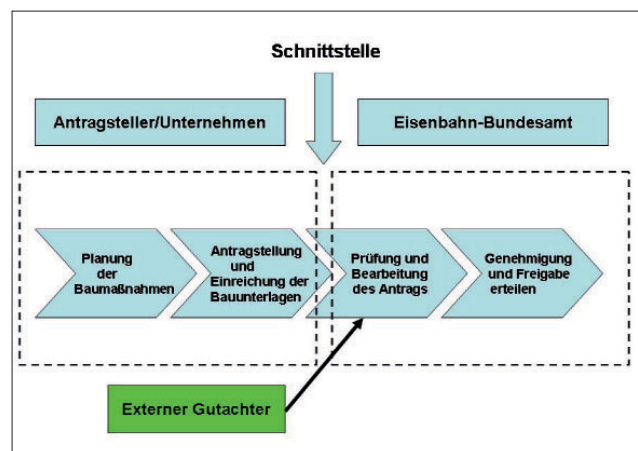 Schnittstelle
Antragsteller/Unternehmen
Eisenbahn-Bundesamt
Planung
der
Baumaßnahmen
Antragstellung
und
Einreichung der
Bauunterlagen
Prüfung und
Bearbeitung
des Antrags
Genehmigung
und Freigabe
erteilen
Externer Gutachter